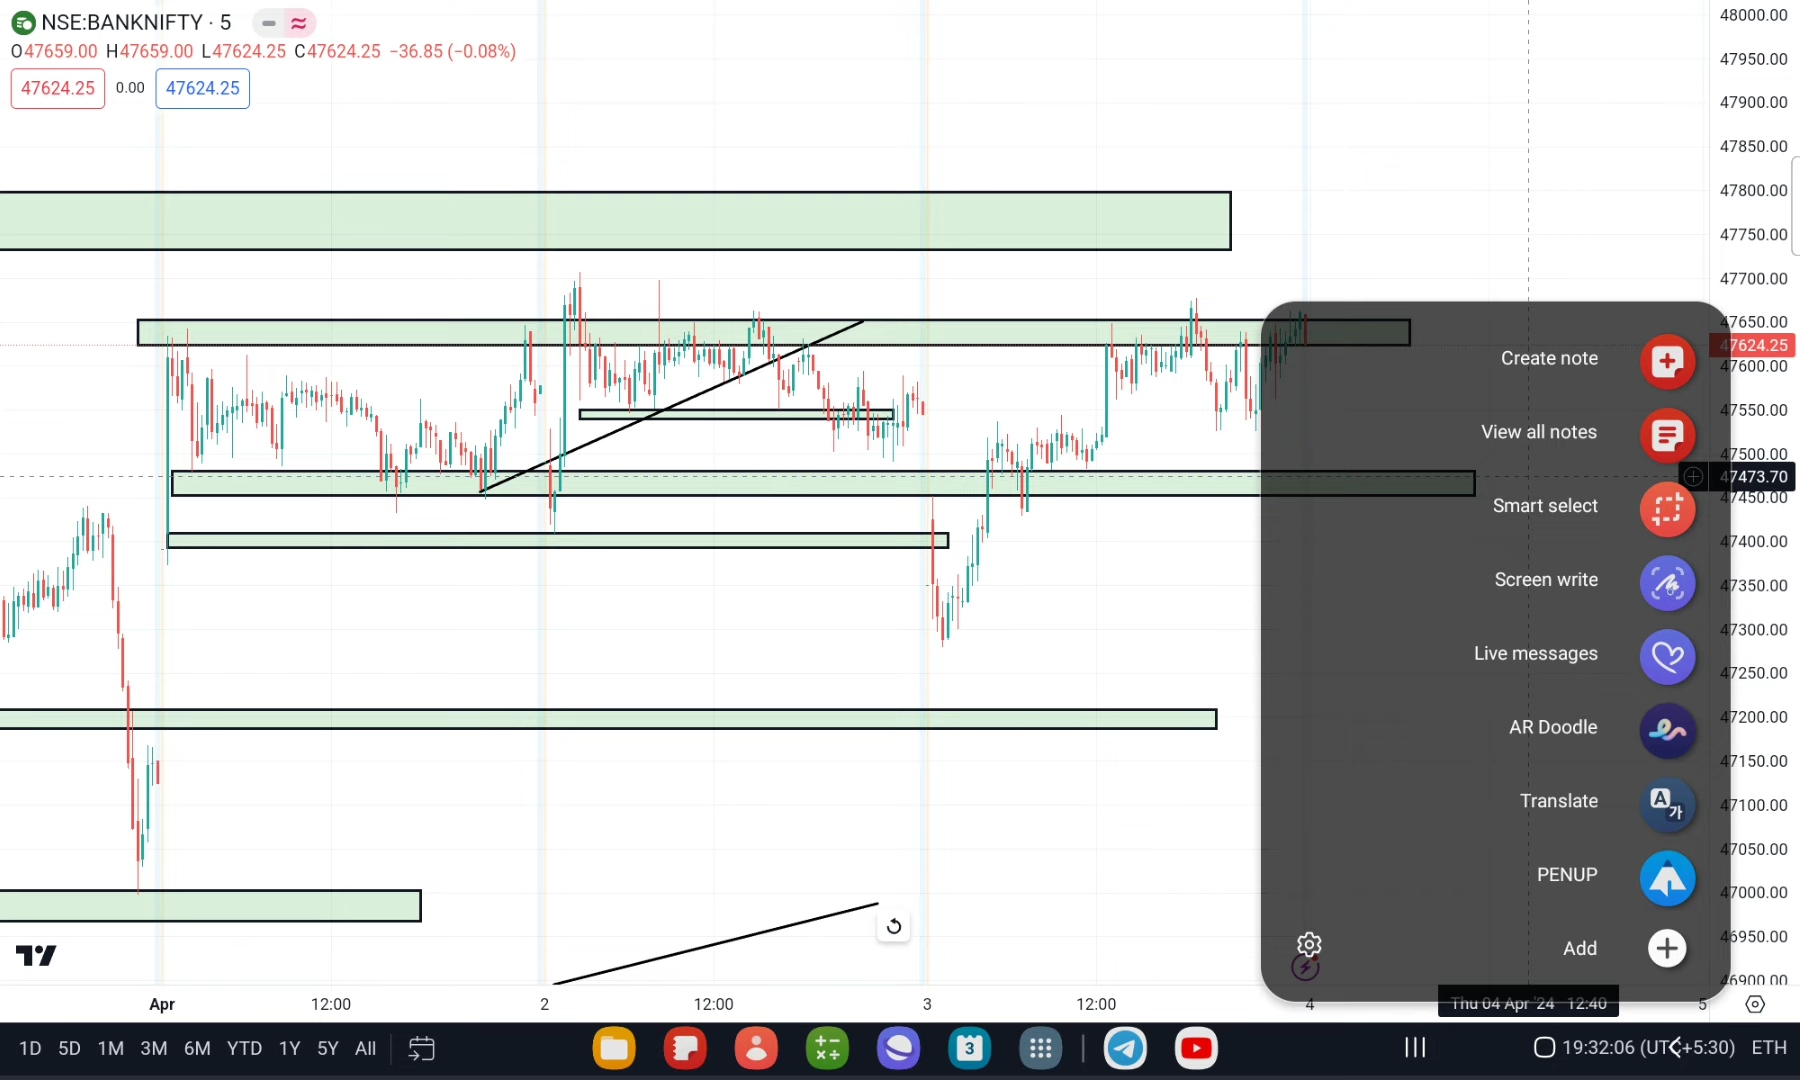 NSE:BANKNIFTY · 5
O47659.00 H47659.00 L47624.25 C47624.25 −36.85 (−0.08%)
47624.25 0.00 47624.25
48000.00
47950.00
47900.00
47850.00
47800.00
47750.00
47700.00
47650.00
47624.25
47600.00
47550.00
47500.00
47473.70
47450.00
47400.00
47350.00
47300.00
47250.00
47200.00
47150.00
47100.00
47050.00
47000.00
46950.00
46900.00
Create note
View all notes
Smart select
Screen write
Live messages
AR Doodle
Translate
PENUP
Add
Apr 12:00 2 12:00 3 12:00 4 Thu 04 Apr '24 12:40 5
1D 5D 1M 3M 6M YTD 1Y 5Y All 3 19:32:06 (UTC+5:30) ETH